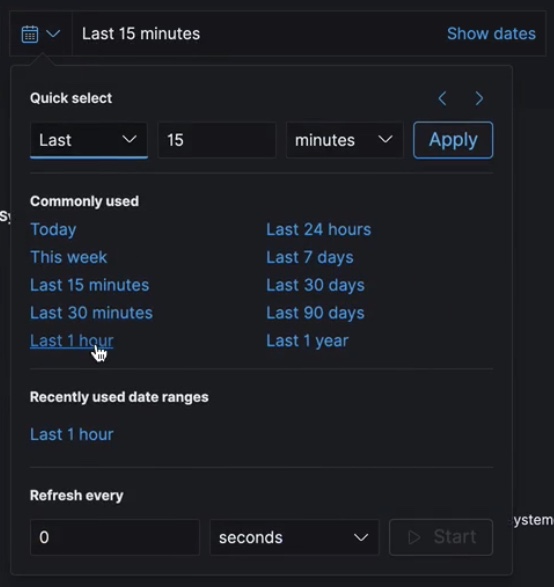 Last 15 minutes Show dates
Quick select
Last 15 minutes Apply
Commonly used
Today Last 24 hours
This week Last 7 days
Last 15 minutes Last 30 days
Last 30 minutes Last 90 days
Last 1 hour Last 1 year
Recently used date ranges
Last 1 hour
Refresh every
ystem
0 seconds Start